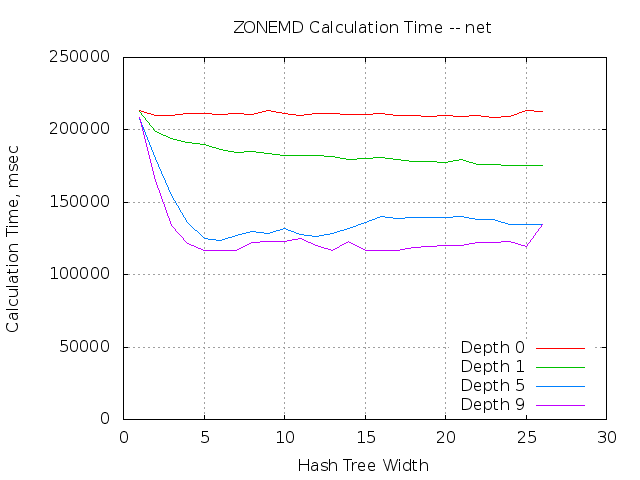 ZONEMD Calculation Time -- net
250000
200000
150000
100000
50000
0
Calculation Time, msec
Depth 0
Depth 1
Depth 5
Depth 9
0 5 10 15 20 25 30
Hash Tree Width